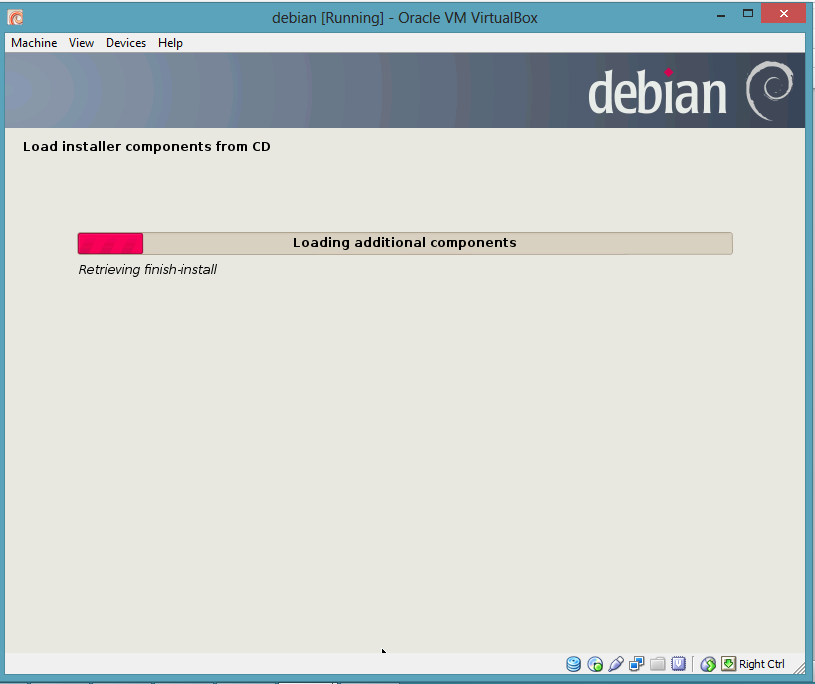 debian [Running] - Oracle VM VirtualBox
Machine View Devices Help
debian
Load installer components from CD
Loading additional components
Retrieving finish-install
Right Ctrl